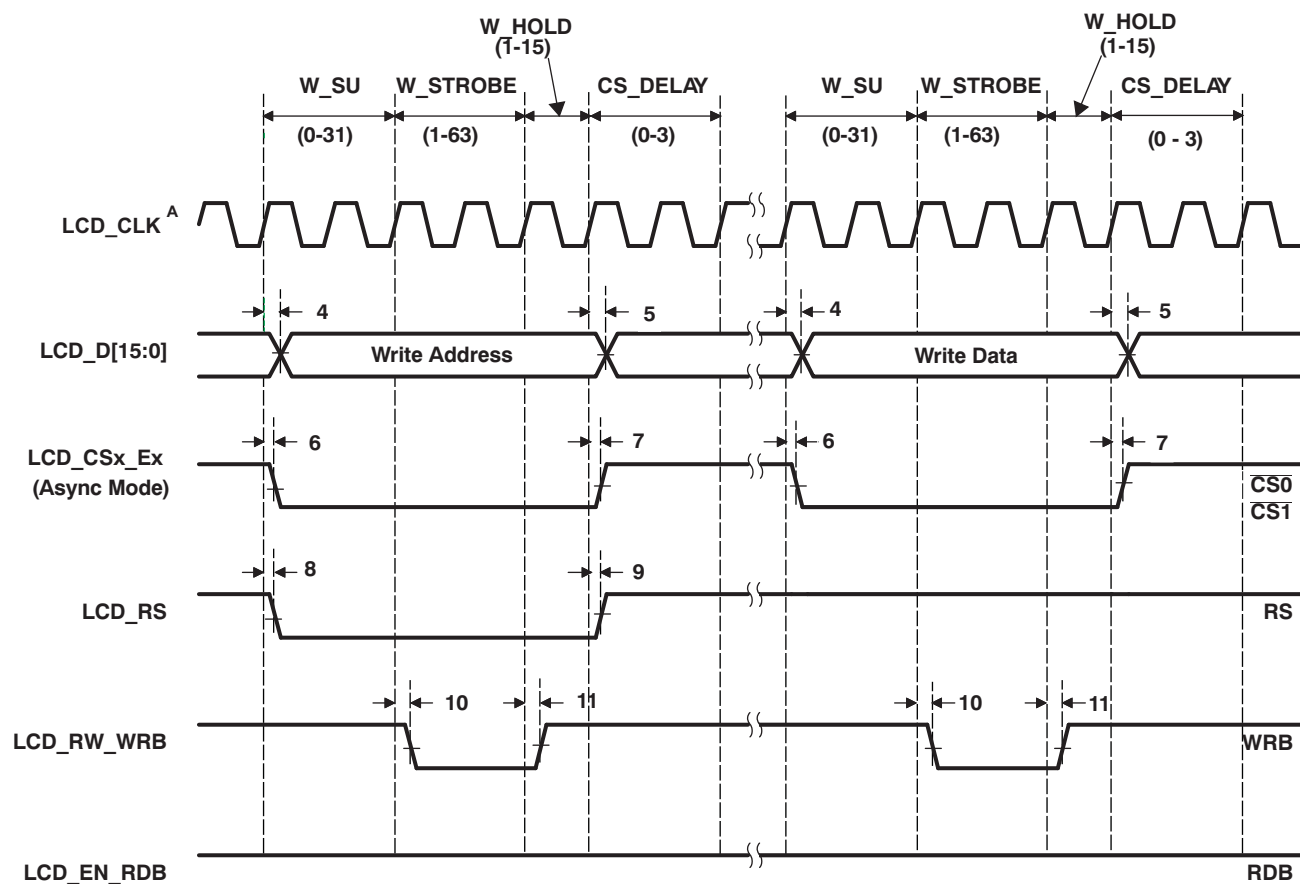 W_HOLD
(1-15)
W_HOLD
(1-15)
W_SU W_STROBE CS_DELAY W_SU W_STROBE CS_DELAY
(0-31) (1-63) (0-3) (0-31) (1-63) (0 - 3)
LCD_CLK A
4 5 4 5
LCD_D[15:0] Write Address Write Data
6 7 6 7
LCD_CSx_Ex
(Async Mode) CS0
CS1
8 9
LCD_RS RS
10 11 10 11
LCD_RW_WRB WRB
LCD_EN_RDB RDB